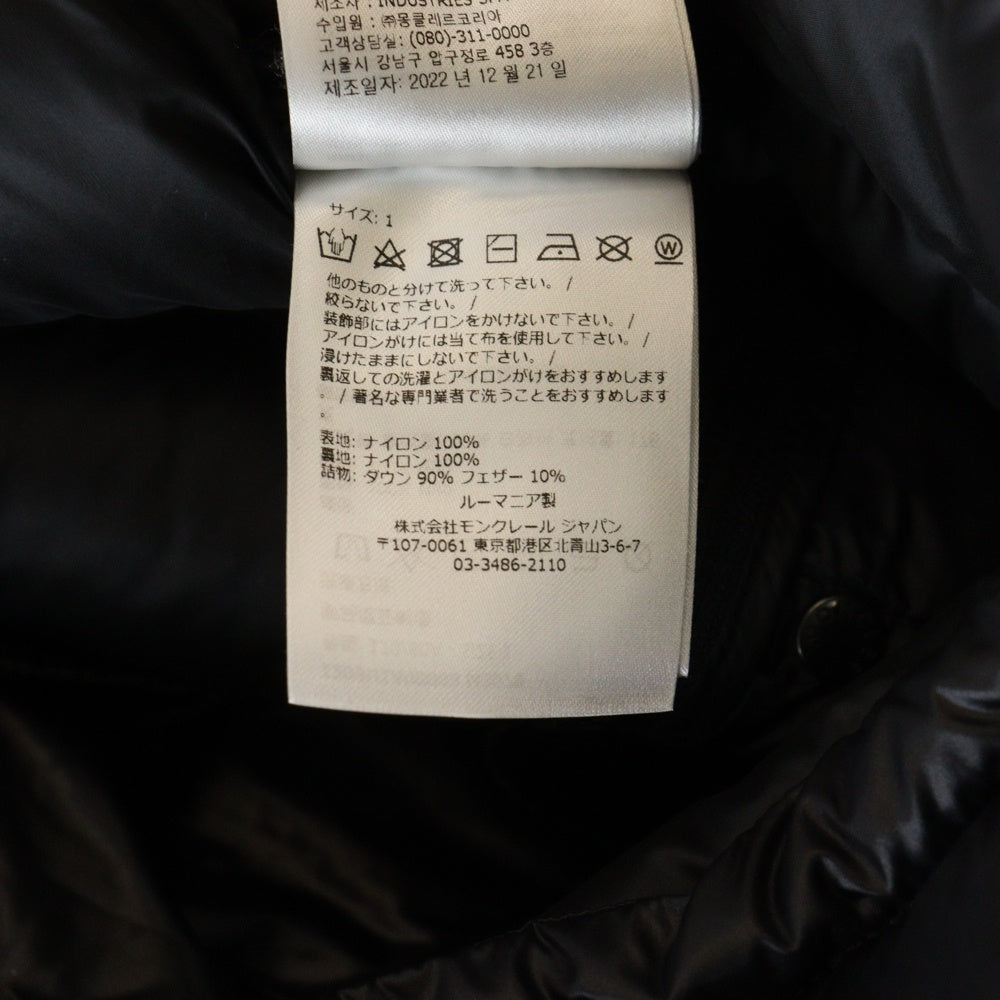 제조사 : INDUSTRIES
수입원 : ㈜몽클레르코리아
고객상담실: (080)-311-0000
서울시 강남구 압구정로 458 3층
제조일자: 2022 년 12 월 21 일
サイズ: 1
W
他のものと分けて洗って下さい。 /
絞らないで下さい。 /
装飾部にはアイロンをかけないで下さい。 /
アイロンがけには当て布を使用して下さい。 /
浸けたままにしないで下さい。 /
裏返しての洗濯とアイロンがけをおすすめします
。 / 著名な専門業者で洗うことをおすすめします
。
表地: ナイロン 100%
裏地: ナイロン 100%
詰物: ダウン 90% フェザー 10%
ルーマニア製
株式会社モンクレール ジャパン
〒107-0061 東京都港区北青山3-6-7
03-3486-2110